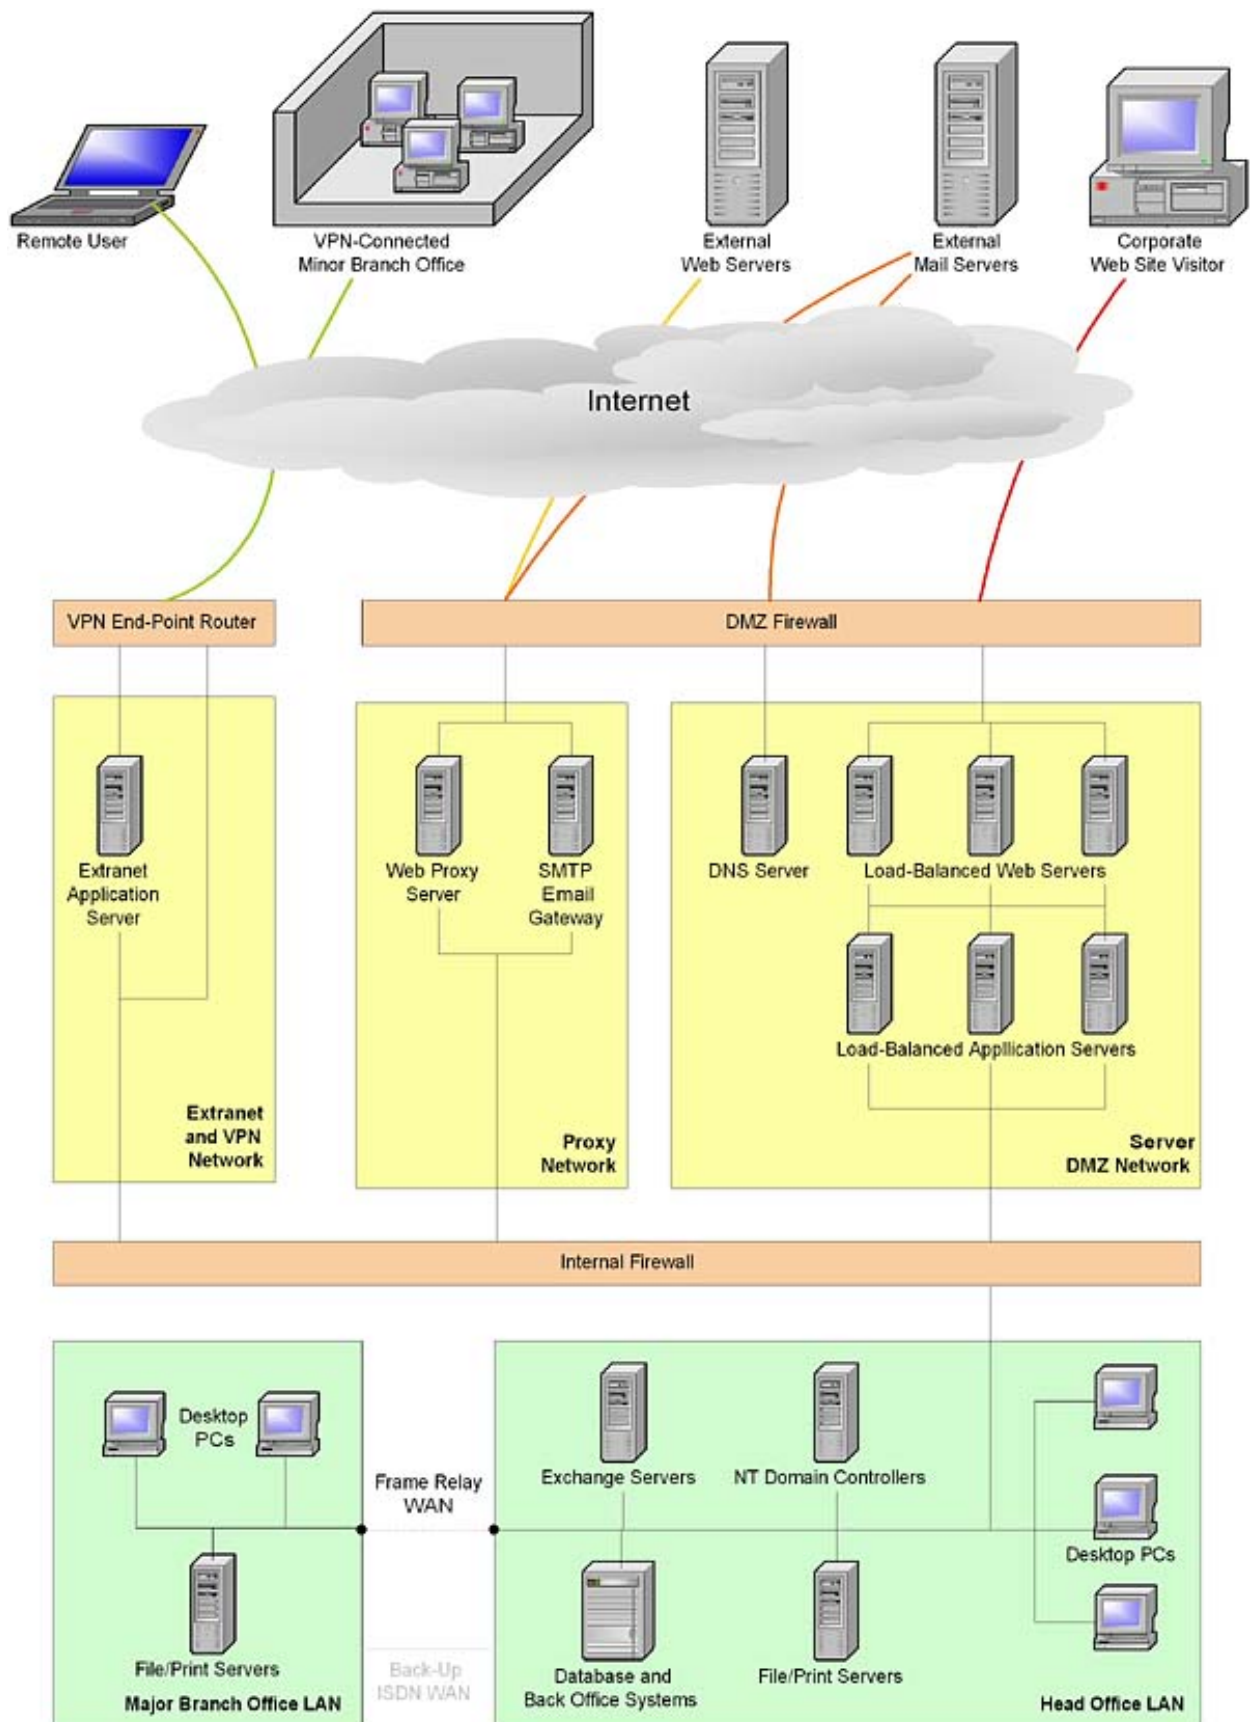 Remote User
VPN-Connected
Minor Branch Office
External
Web Servers
External
Mail Servers
Corporate
Web Site Visitor
Internet
VPN End-Point Router
DMZ Firewall
Extranet
Application
Server
Web Proxy
Server
SMTP
Email
Gateway
DNS Server
Load-Balanced Web Servers
Load-Balanced Appllication Servers
Extranet
and VPN
Network
Proxy
Network
Server
DMZ Network
Internal Firewall
Desktop
PCs
Frame Relay
WAN
Exchange Servers
NT Domain Controllers
Desktop PCs
File/Print Servers
Major Branch Office LAN
Back-Up
ISDN WAN
Database and
Back Office Systems
File/Print Servers
Head Office LAN